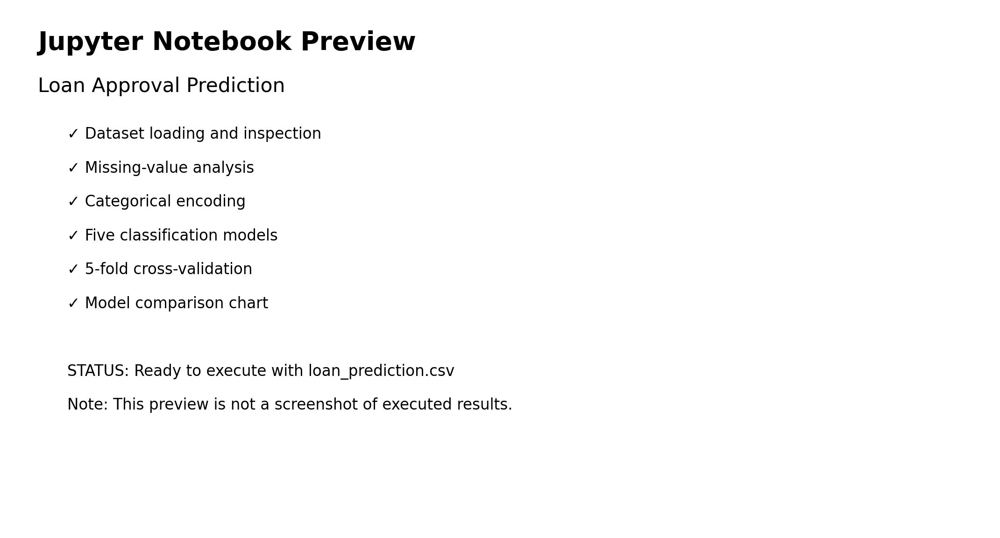 Jupyter Notebook Preview
Loan Approval Prediction
✓ Dataset loading and inspection
✓ Missing-value analysis
✓ Categorical encoding
✓ Five classification models
✓ 5-fold cross-validation
✓ Model comparison chart
STATUS: Ready to execute with loan_prediction.csv
Note: This preview is not a screenshot of executed results.